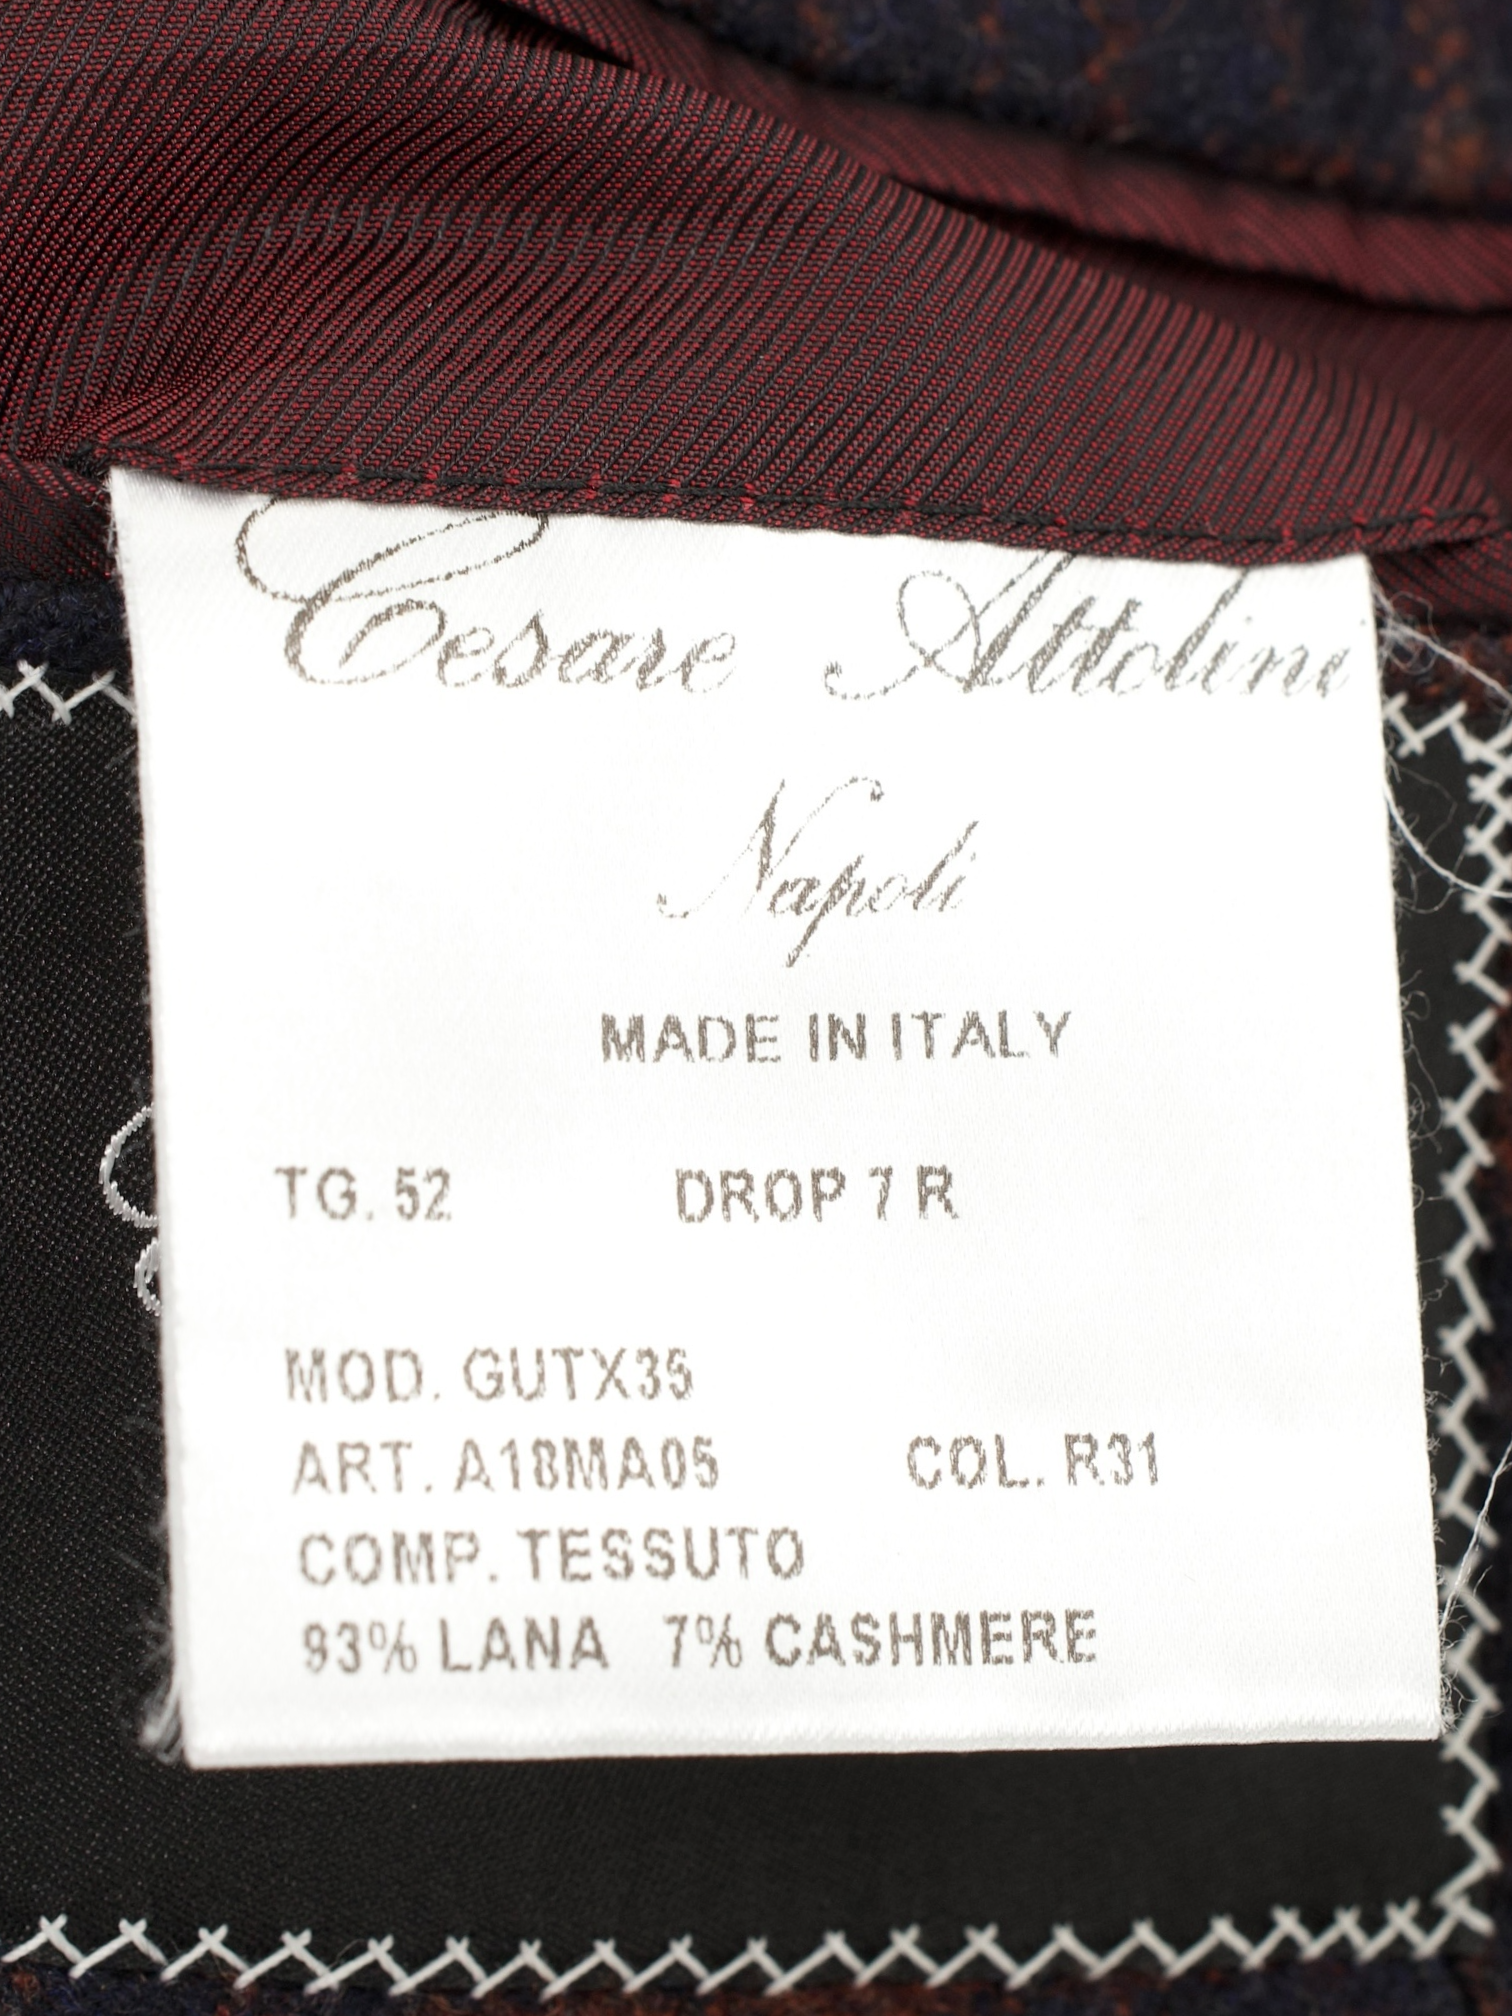 Cesare Attolini
Napoli
MADE IN ITALY
TG. 52 DROP 7 R
MOD. GUTX35
ART. A18MA05 COL. R31
COMP. TESSUTO
93% LANA 7% CASHMERE